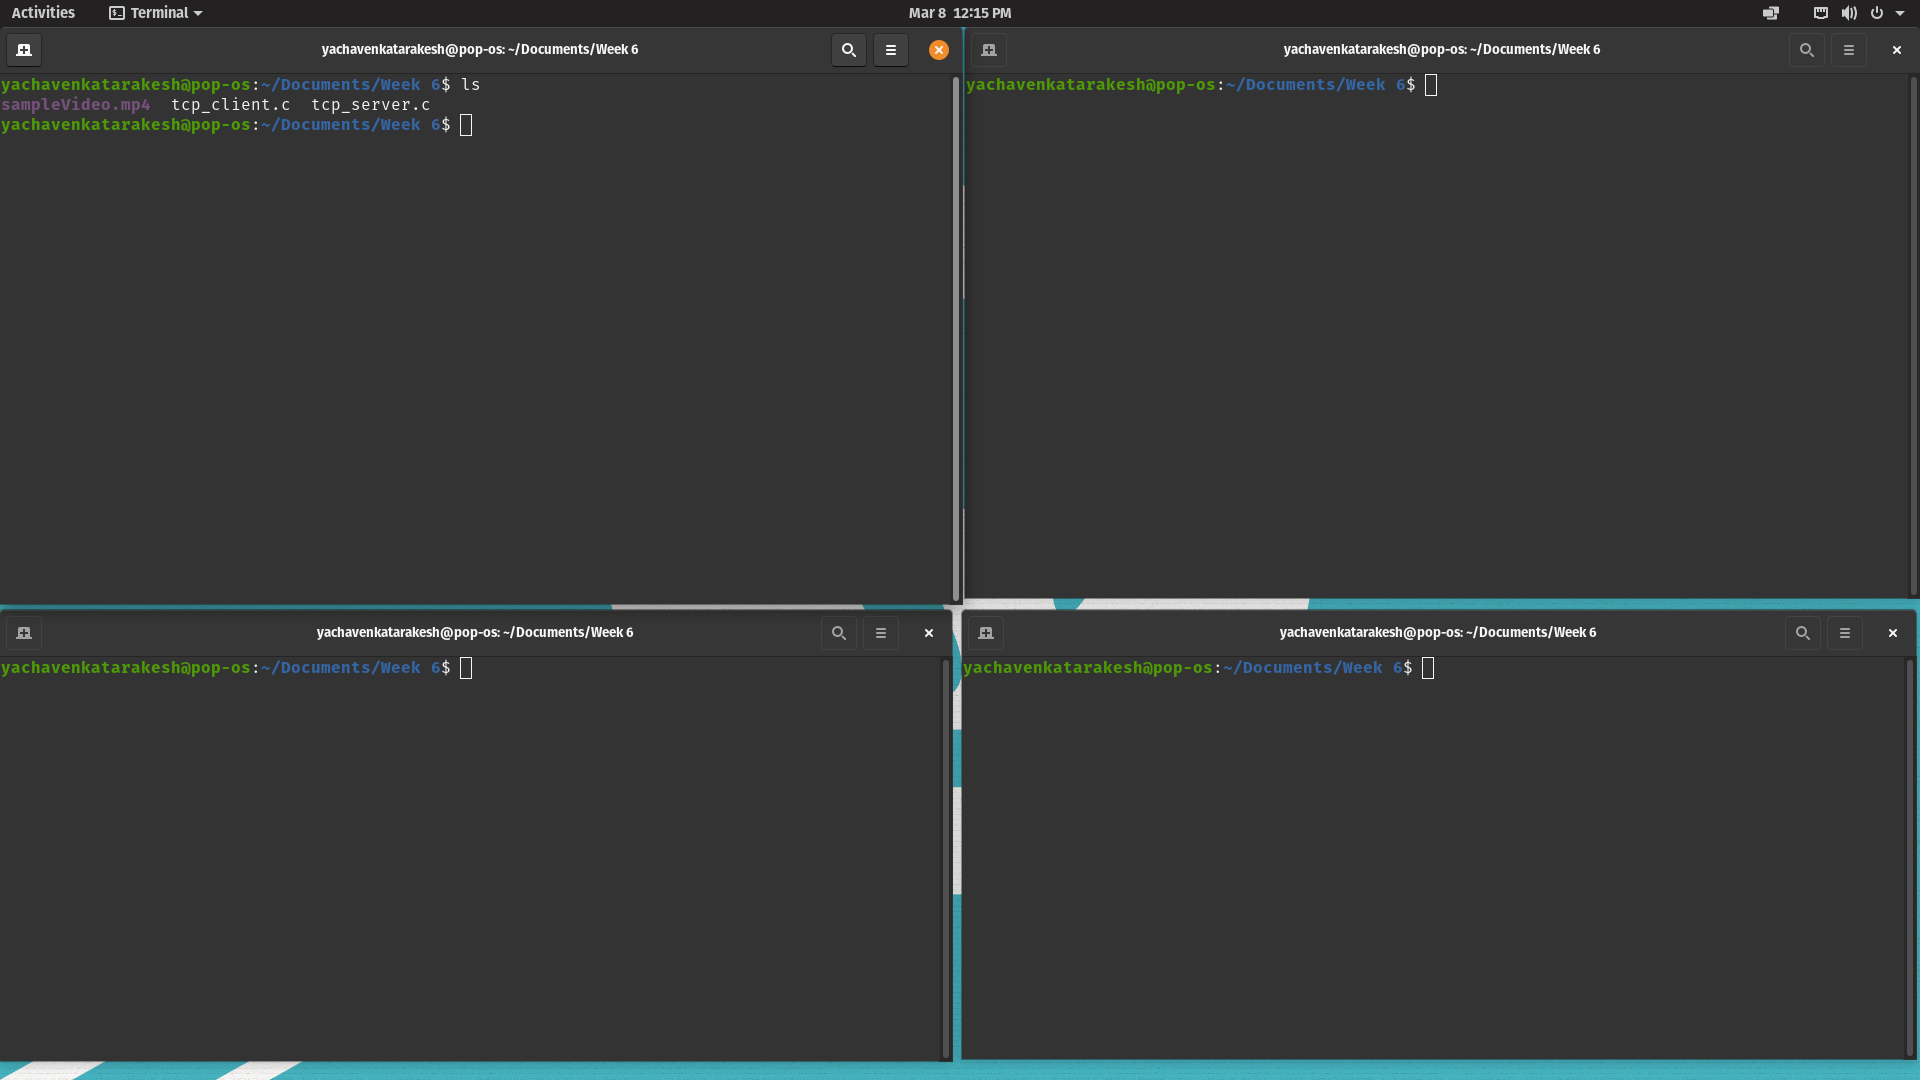 Activities Terminal Mar 8 12:15 PM
yachavenkatarakesh@pop-os: ~/Documents/Week 6
yachavenkatarakesh@pop-os:~/Documents/Week 6$ ls
sampleVideo.mp4 tcp_client.c tcp_server.c
yachavenkatarakesh@pop-os:~/Documents/Week 6$
yachavenkatarakesh@pop-os: ~/Documents/Week 6
yachavenkatarakesh@pop-os:~/Documents/Week 6$
yachavenkatarakesh@pop-os: ~/Documents/Week 6
yachavenkatarakesh@pop-os:~/Documents/Week 6$
yachavenkatarakesh@pop-os: ~/Documents/Week 6
yachavenkatarakesh@pop-os:~/Documents/Week 6$